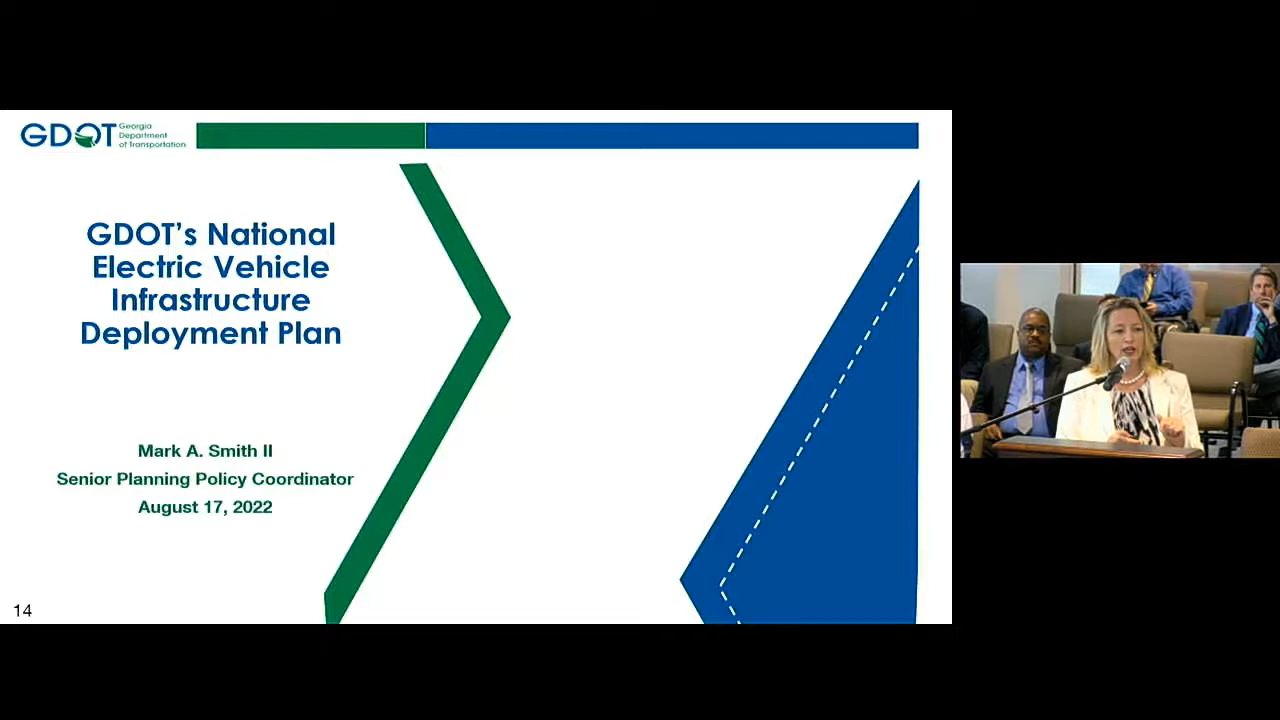 GDOT
Georgia
Department
of Transportation
GDOT's National
Electric Vehicle
Infrastructure
Deployment Plan
Mark A. Smith II
Senior Planning Policy Coordinator
August 17, 2022
14